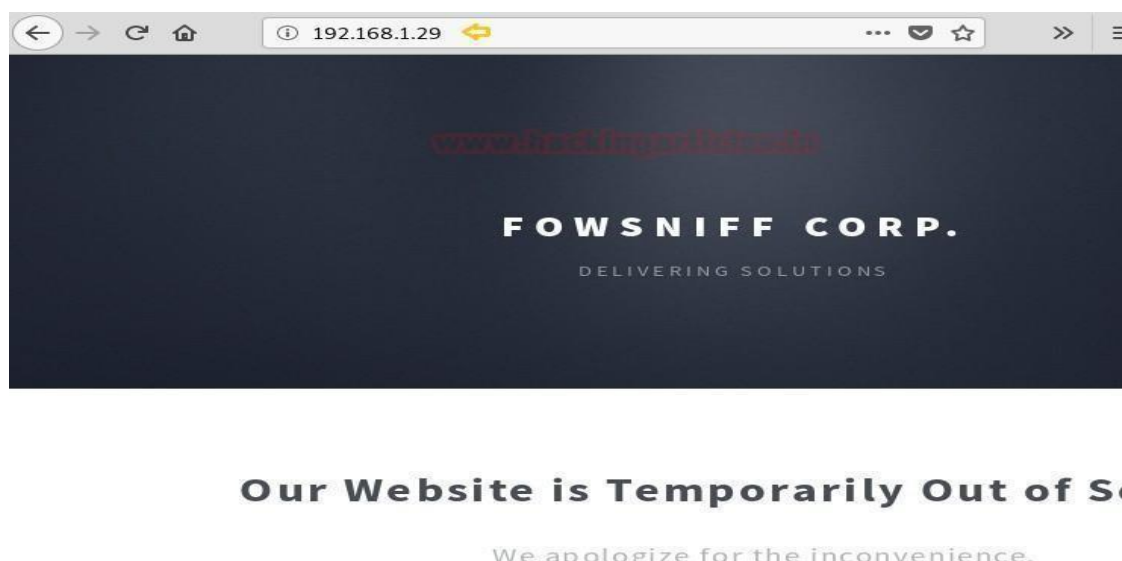 192.168.1.29
FOWSNIFF CORP.
DELIVERING SOLUTIONS
Our Website is Temporarily Out of
We apologize for the inconvenience.